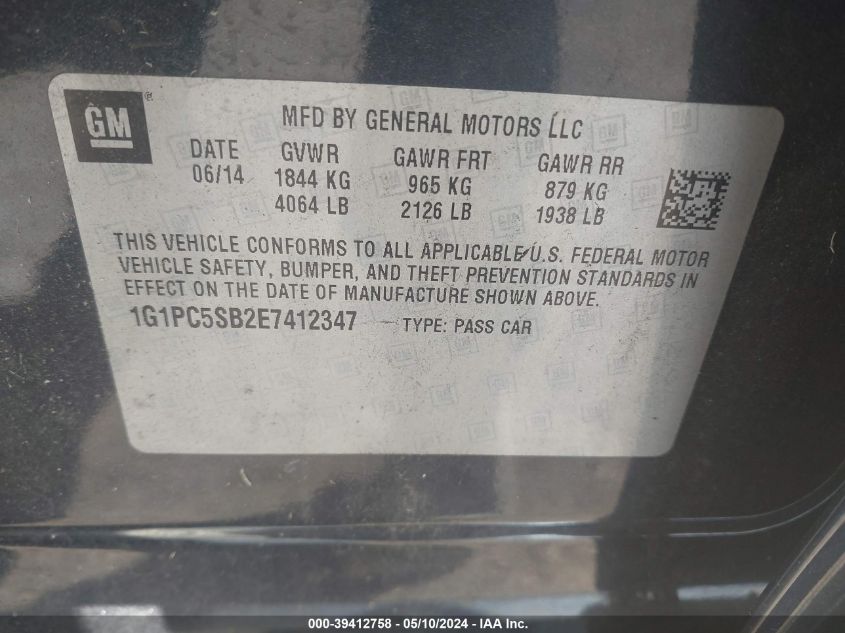 GM ®
MFD BY GENERAL MOTORS LLC
DATE GVWR GAWR FRT GAWR RR
06/14 1844 KG 965 KG 879 KG
4064 LB 2126 LB 1938 LB
THIS VEHICLE CONFORMS TO ALL APPLICABLE U.S. FEDERAL MOTOR
VEHICLE SAFETY, BUMPER, AND THEFT PREVENTION STANDARDS IN
EFFECT ON THE DATE OF MANUFACTURE SHOWN ABOVE.
1G1PC5SB2E7412347 TYPE: PASS CAR
000-39412758 - 05/10/2024 - IAA Inc.